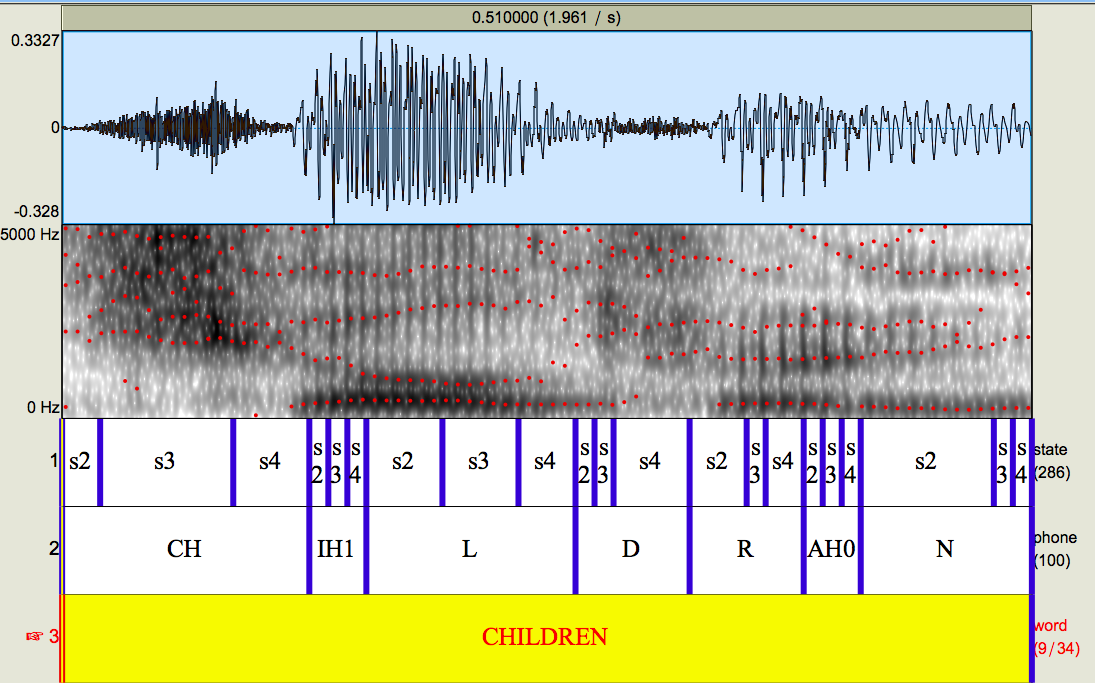 0.510000 (1.961 / s)
0.3327
0
-0.328
5000 Hz
0 Hz
1 s2 s3 s4 s2 s3 s4 s2 s3 s4 s2 s3 s4 s2 s3 s4 s2 s3 s4 s2 s3 s4 state (286)
2 CH IH1 L D R AH0 N phone (100)
☞ 3 CHILDREN word (9/34)